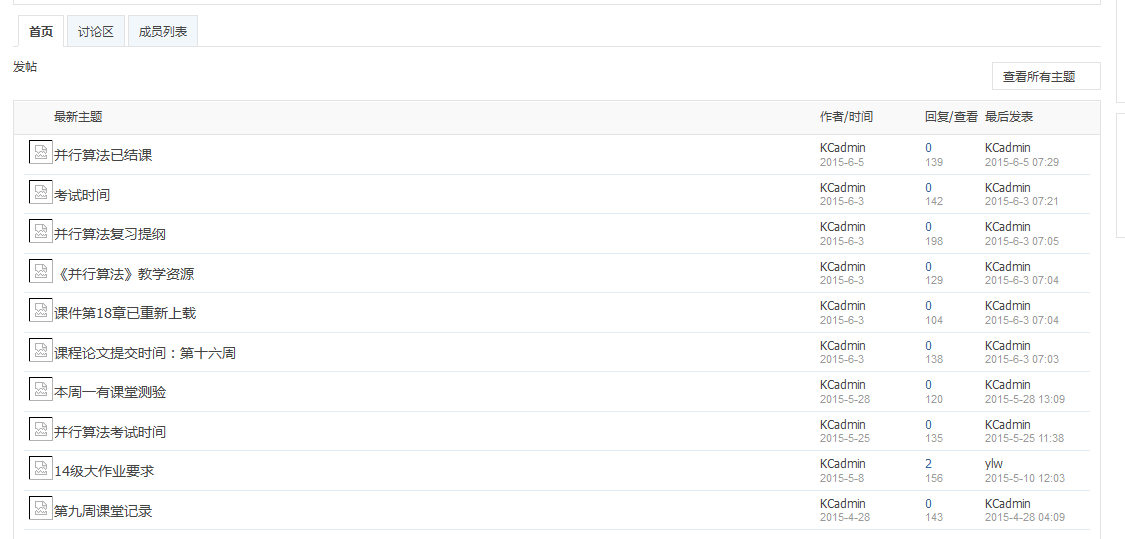 首页 讨论区 成员列表
发帖
查看所有主题
最新主题 作者/时间 回复/查看 最后发表
并行算法已结课 KCadmin 0 KCadmin
2015-6-5 139 2015-6-5 07:29
考试时间 KCadmin 0 KCadmin
2015-6-3 142 2015-6-3 07:21
并行算法复习提纲 KCadmin 0 KCadmin
2015-6-3 198 2015-6-3 07:05
《并行算法》教学资源 KCadmin 0 KCadmin
2015-6-3 129 2015-6-3 07:04
课件第18章已重新上载 KCadmin 0 KCadmin
2015-6-3 104 2015-6-3 07:04
课程论文提交时间：第十六周 KCadmin 0 KCadmin
2015-6-3 138 2015-6-3 07:03
本周一有课堂测验 KCadmin 0 KCadmin
2015-5-28 120 2015-5-28 13:09
并行算法考试时间 KCadmin 0 KCadmin
2015-5-25 135 2015-5-25 11:38
14级大作业要求 KCadmin 2 ylw
2015-5-8 156 2015-5-10 12:03
第九周课堂记录 KCadmin 0 KCadmin
2015-4-28 143 2015-4-28 04:09